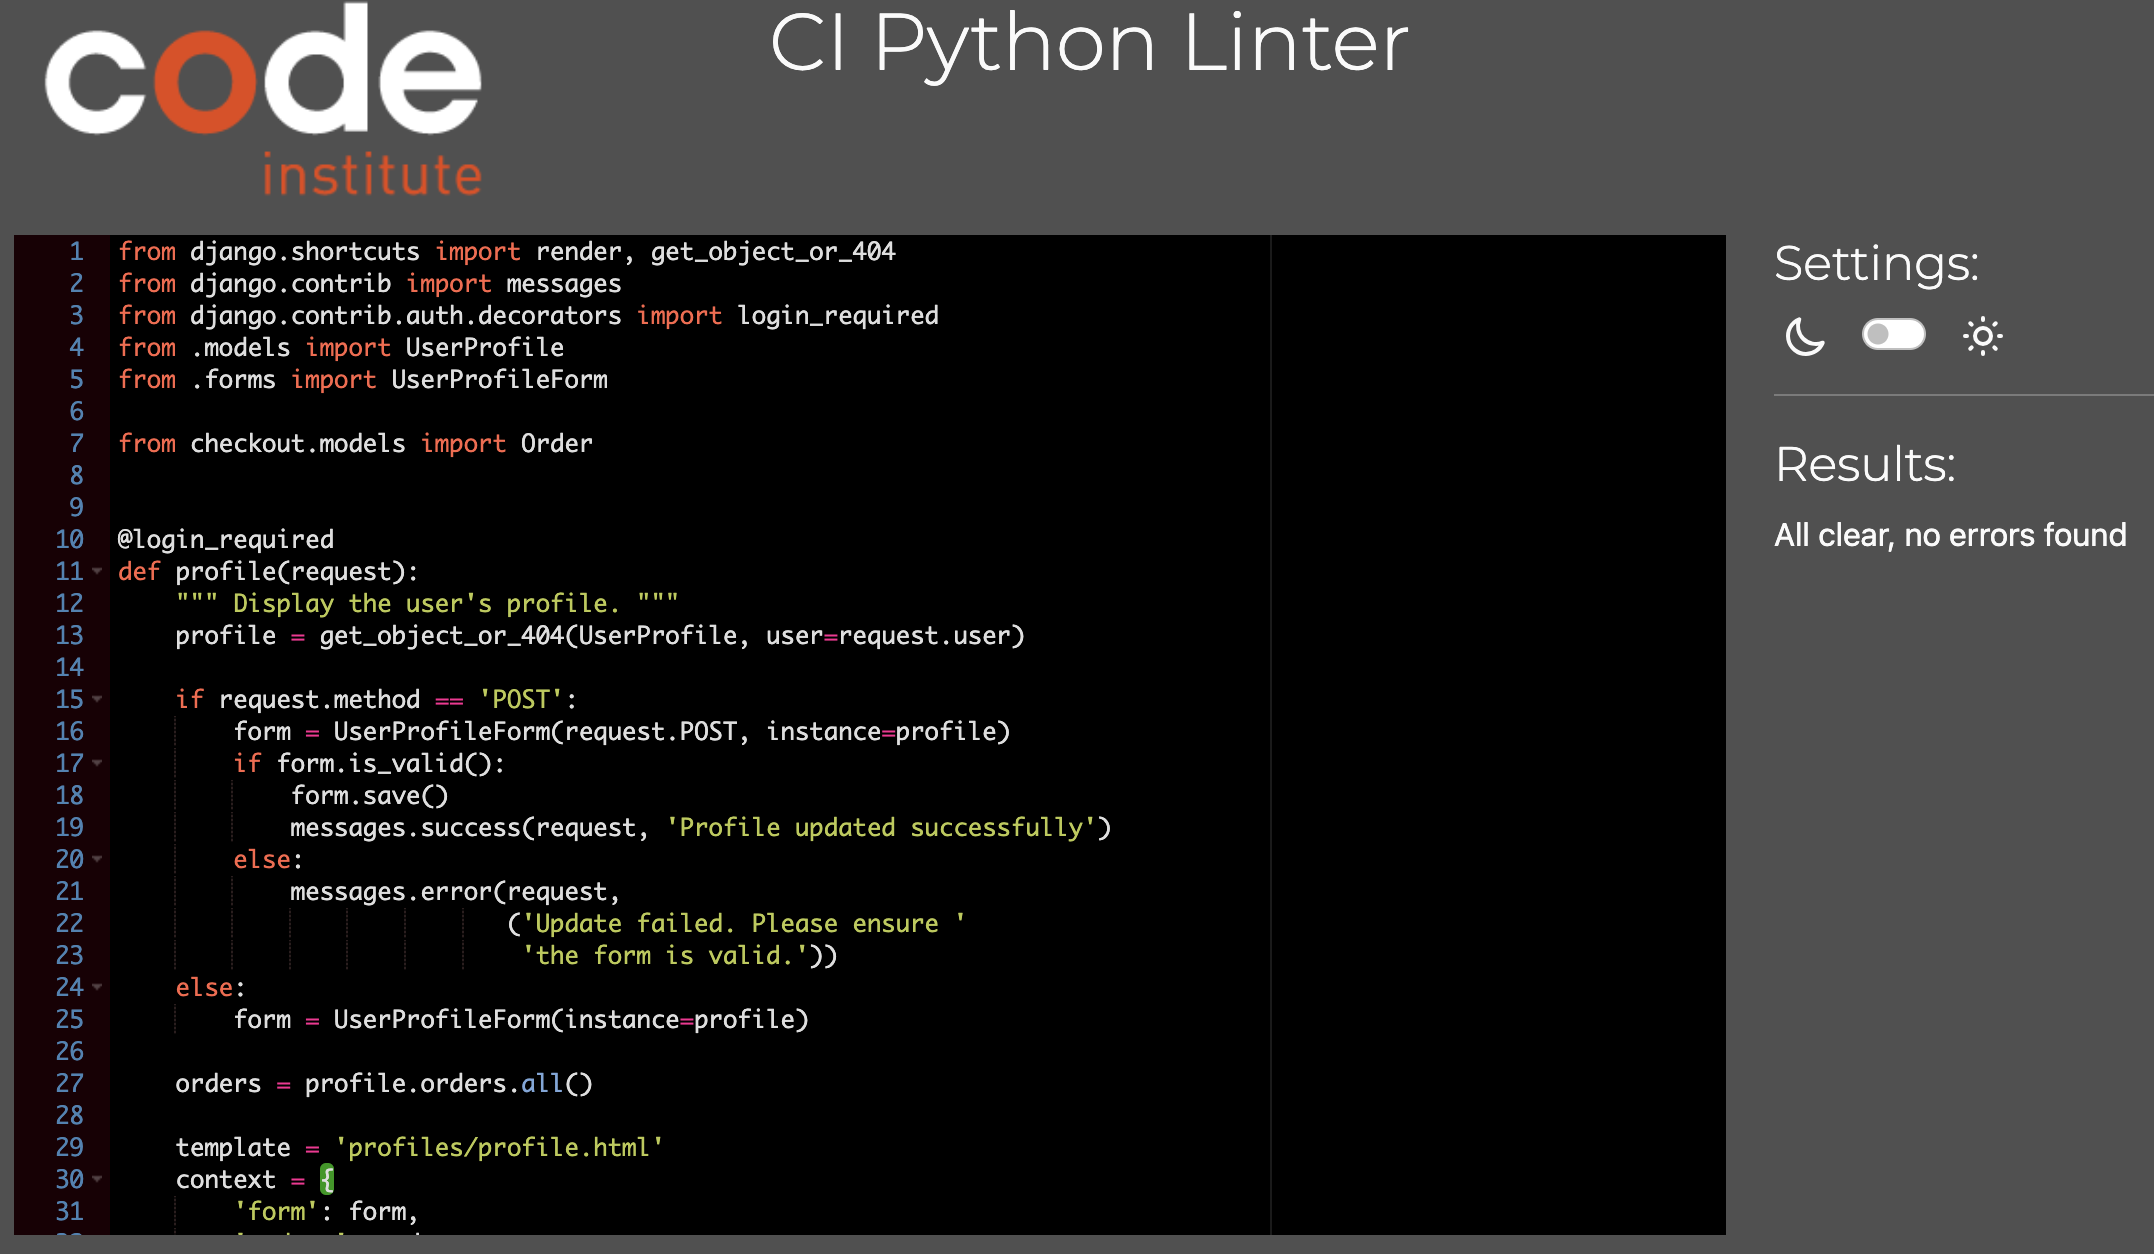 code
institute
CI Python Linter
1 from django.shortcuts import render, get_object_or_404
2 from django.contrib import messages
3 from django.contrib.auth.decorators import login_required
4 from .models import UserProfile
5 from .forms import UserProfileForm
6
7 from checkout.models import Order
8
9
10 @login_required
11 def profile(request):
12     """ Display the user's profile. """
13     profile = get_object_or_404(UserProfile, user=request.user)
14
15     if request.method == 'POST':
16         form = UserProfileForm(request.POST, instance=profile)
17         if form.is_valid():
18             form.save()
19             messages.success(request, 'Profile updated successfully')
20         else:
21             messages.error(request,
22                            ('Update failed. Please ensure '
23                             'the form is valid.'))
24     else:
25         form = UserProfileForm(instance=profile)
26
27     orders = profile.orders.all()
28
29     template = 'profiles/profile.html'
30     context = {
31         'form': form,
Settings:
Results:
All clear, no errors found